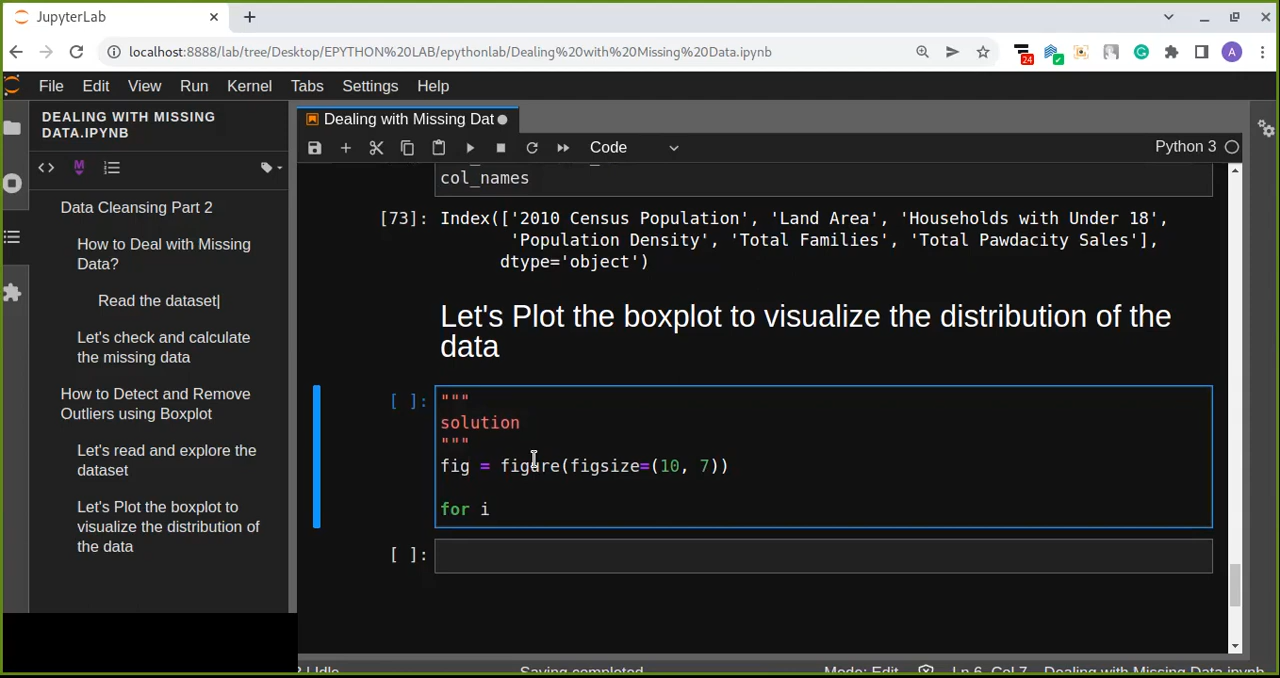 JupyterLab
localhost:8888/lab/tree/Desktop/EPYTHON%20LAB/epythonlab/Dealing%20with%20Missing%20Data.ipynb
24
A
File Edit View Run Kernel Tabs Settings Help
DEALING WITH MISSING
DATA.IPYNB
Dealing with Missing Dat
Code
Python 3
Data Cleansing Part 2
How to Deal with Missing
Data?
Read the dataset|
Let's check and calculate
the missing data
How to Detect and Remove
Outliers using Boxplot
Let's read and explore the
dataset
Let's Plot the boxplot to
visualize the distribution of
the data
col_names
[73]: Index(['2010 Census Population', 'Land Area', 'Households with Under 18',
'Population Density', 'Total Families', 'Total Pawdacity Sales'],
dtype='object')
Let's Plot the boxplot to visualize the distribution of the
data
[ ]: """
solution
"""
fig = figure(figsize=(10, 7))
for i
[ ]:
Idle Saving completed Mode: Edit Ln 6, Col 7 Dealing with Missing Data.ipynb